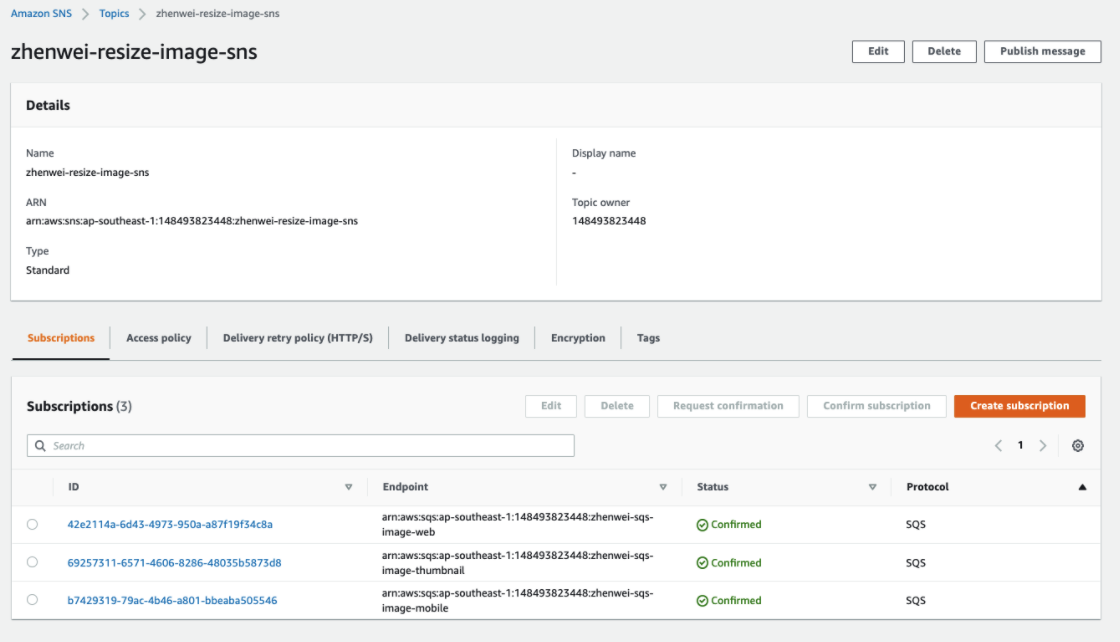 Amazon SNS > Topics > zhenwei-resize-image-sns
zhenwei-resize-image-sns
Edit Delete Publish message
Details
Name
zhenwei-resize-image-sns
Display name
-
ARN
arn:aws:sns:ap-southeast-1:148493823448:zhenwei-resize-image-sns
Topic owner
148493823448
Type
Standard
Subscriptions Access policy Delivery retry policy (HTTP/S) Delivery status logging Encryption Tags
Subscriptions (3)
Edit Delete Request confirmation Confirm subscription Create subscription
Search
1
ID Endpoint Status Protocol
42e2114a-6d43-4973-950a-a87f19f34c8a arn:aws:sqs:ap-southeast-1:148493823448:zhenwei-sqs- Confirmed SQS
image-web
69257311-6571-4606-8286-48035b5873d8 arn:aws:sqs:ap-southeast-1:148493823448:zhenwei-sqs- Confirmed SQS
image-thumbnail
b7429319-79ac-4b46-a801-bbeaba505546 arn:aws:sqs:ap-southeast-1:148493823448:zhenwei-sqs- Confirmed SQS
image-mobile